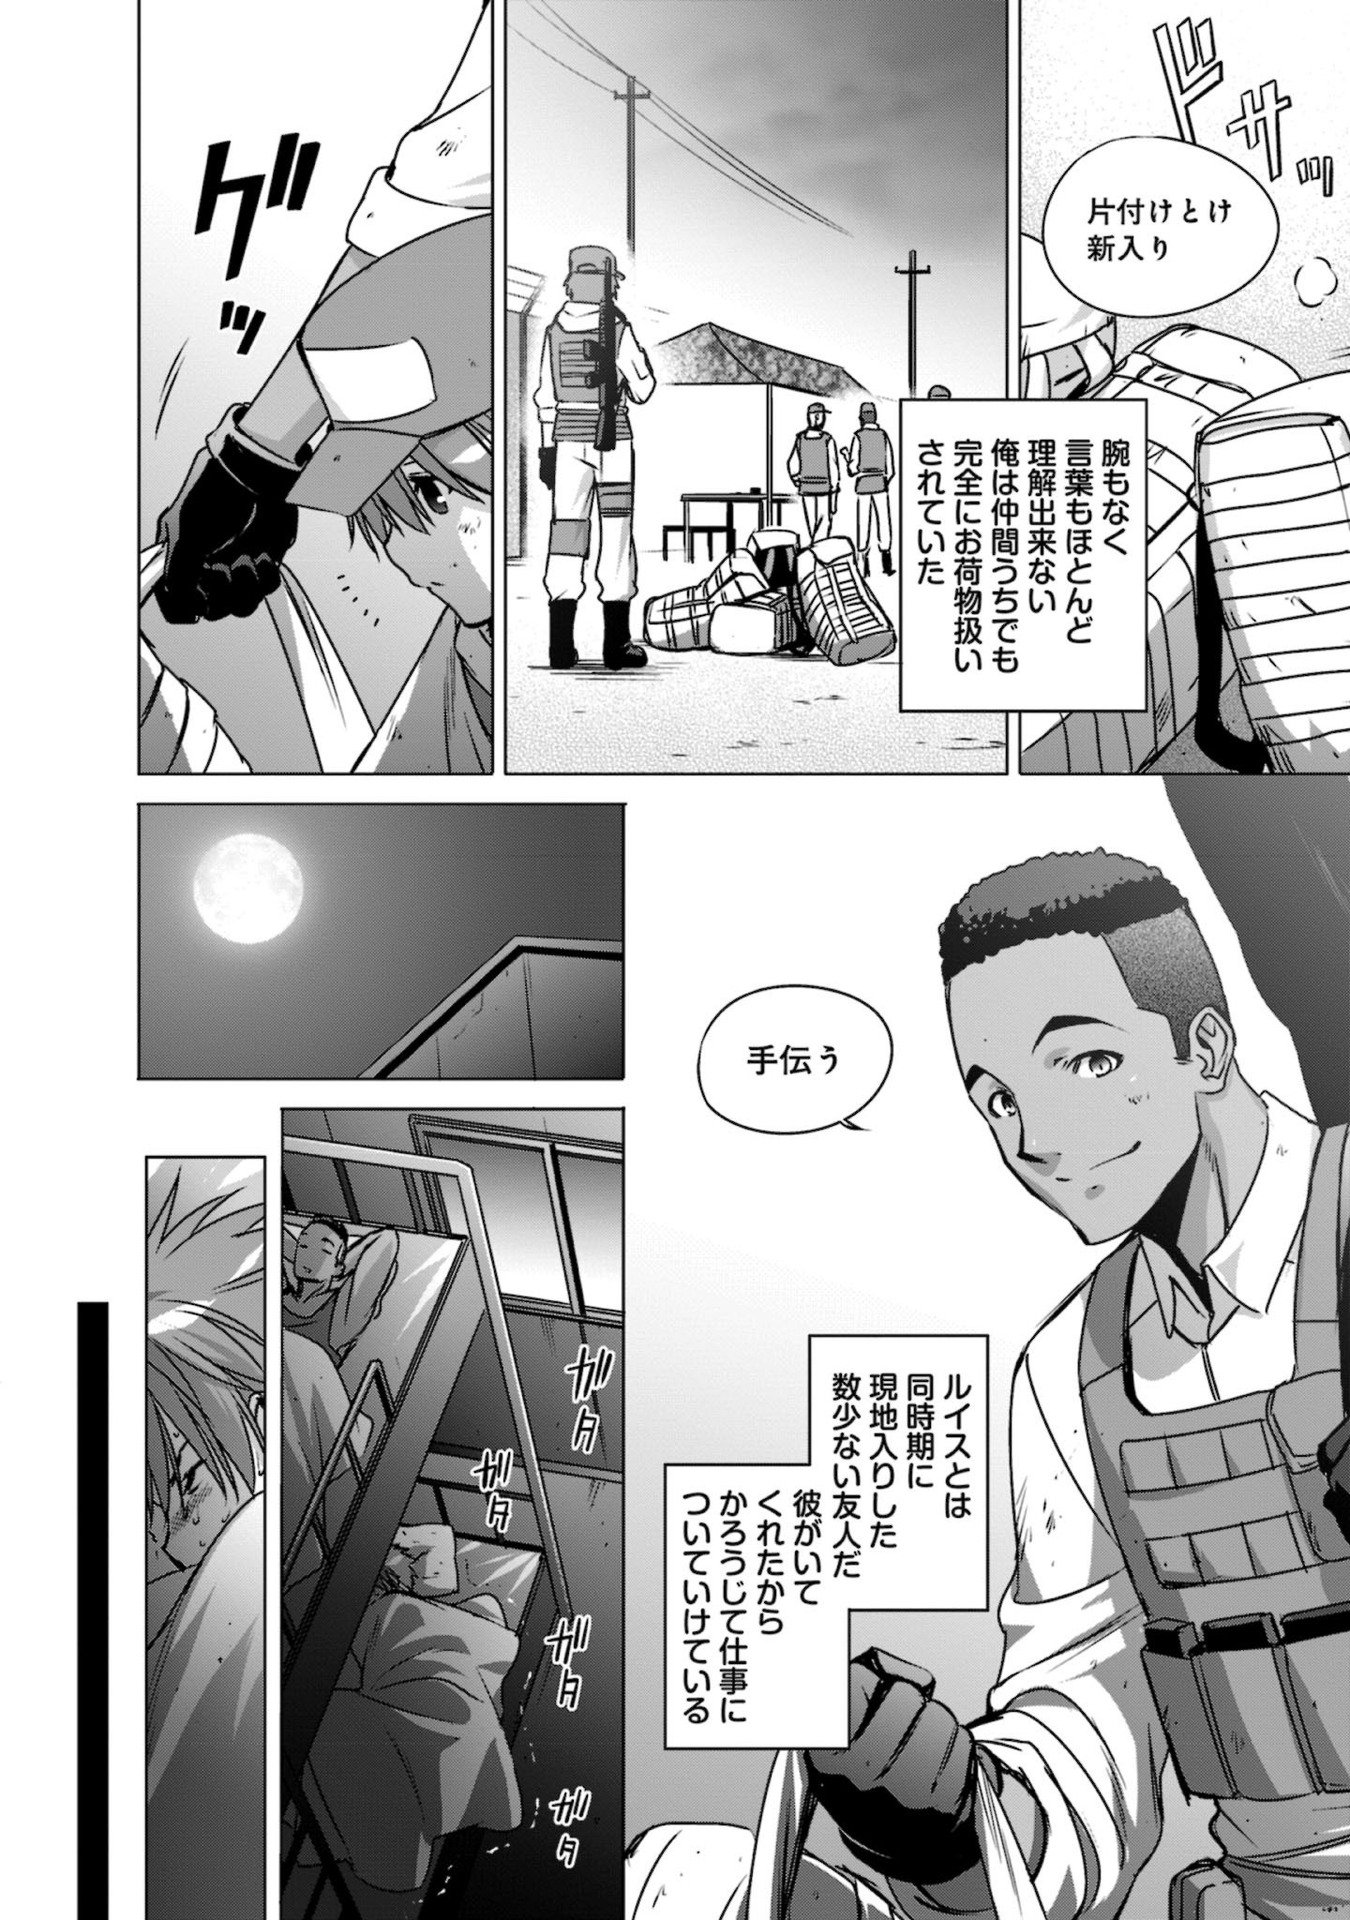 ドサ…
片付けとけ
新入り
腕もなく
言葉もほとんど
理解出来ない
俺は仲間うちでも
完全にお荷物扱い
されていた
グッ
手伝う
ルイスとは
同時期に
現地入りした
数少ない友人だ
彼がいて
くれたから
かろうじて仕事に
ついていけている
ガタ
ガタ
ガタ
ガタ